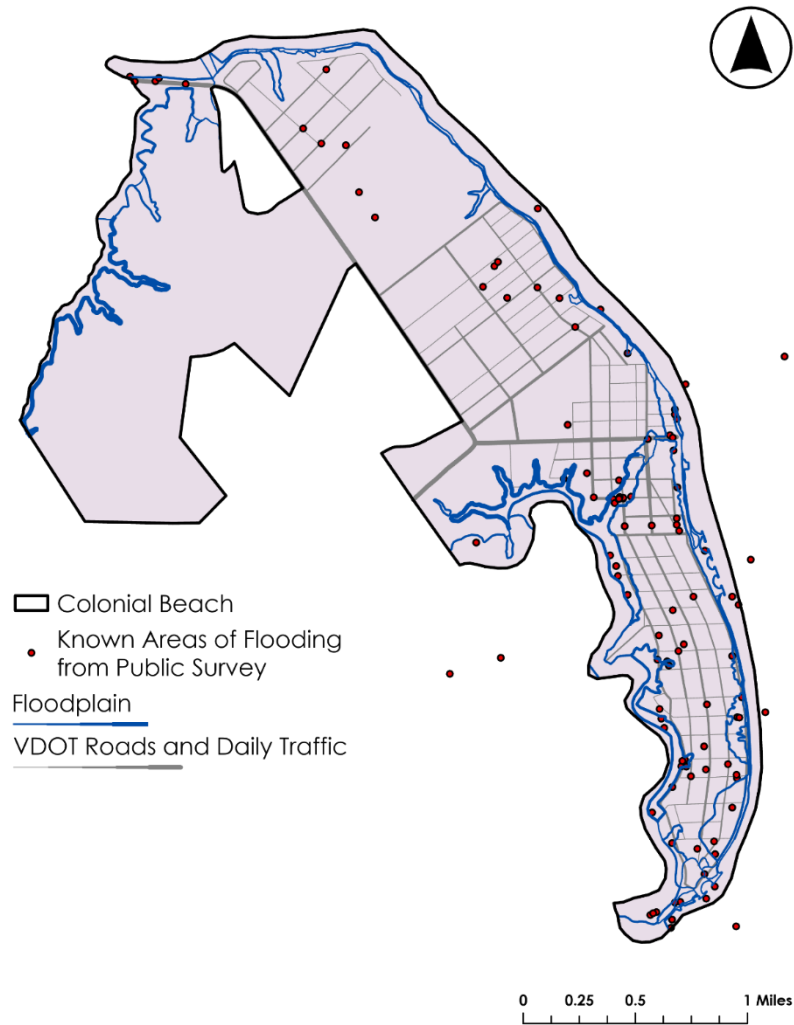 Colonial Beach
Known Areas of Flooding
from Public Survey
Floodplain
VDOT Roads and Daily Traffic
0 0.25 0.5 1 Miles